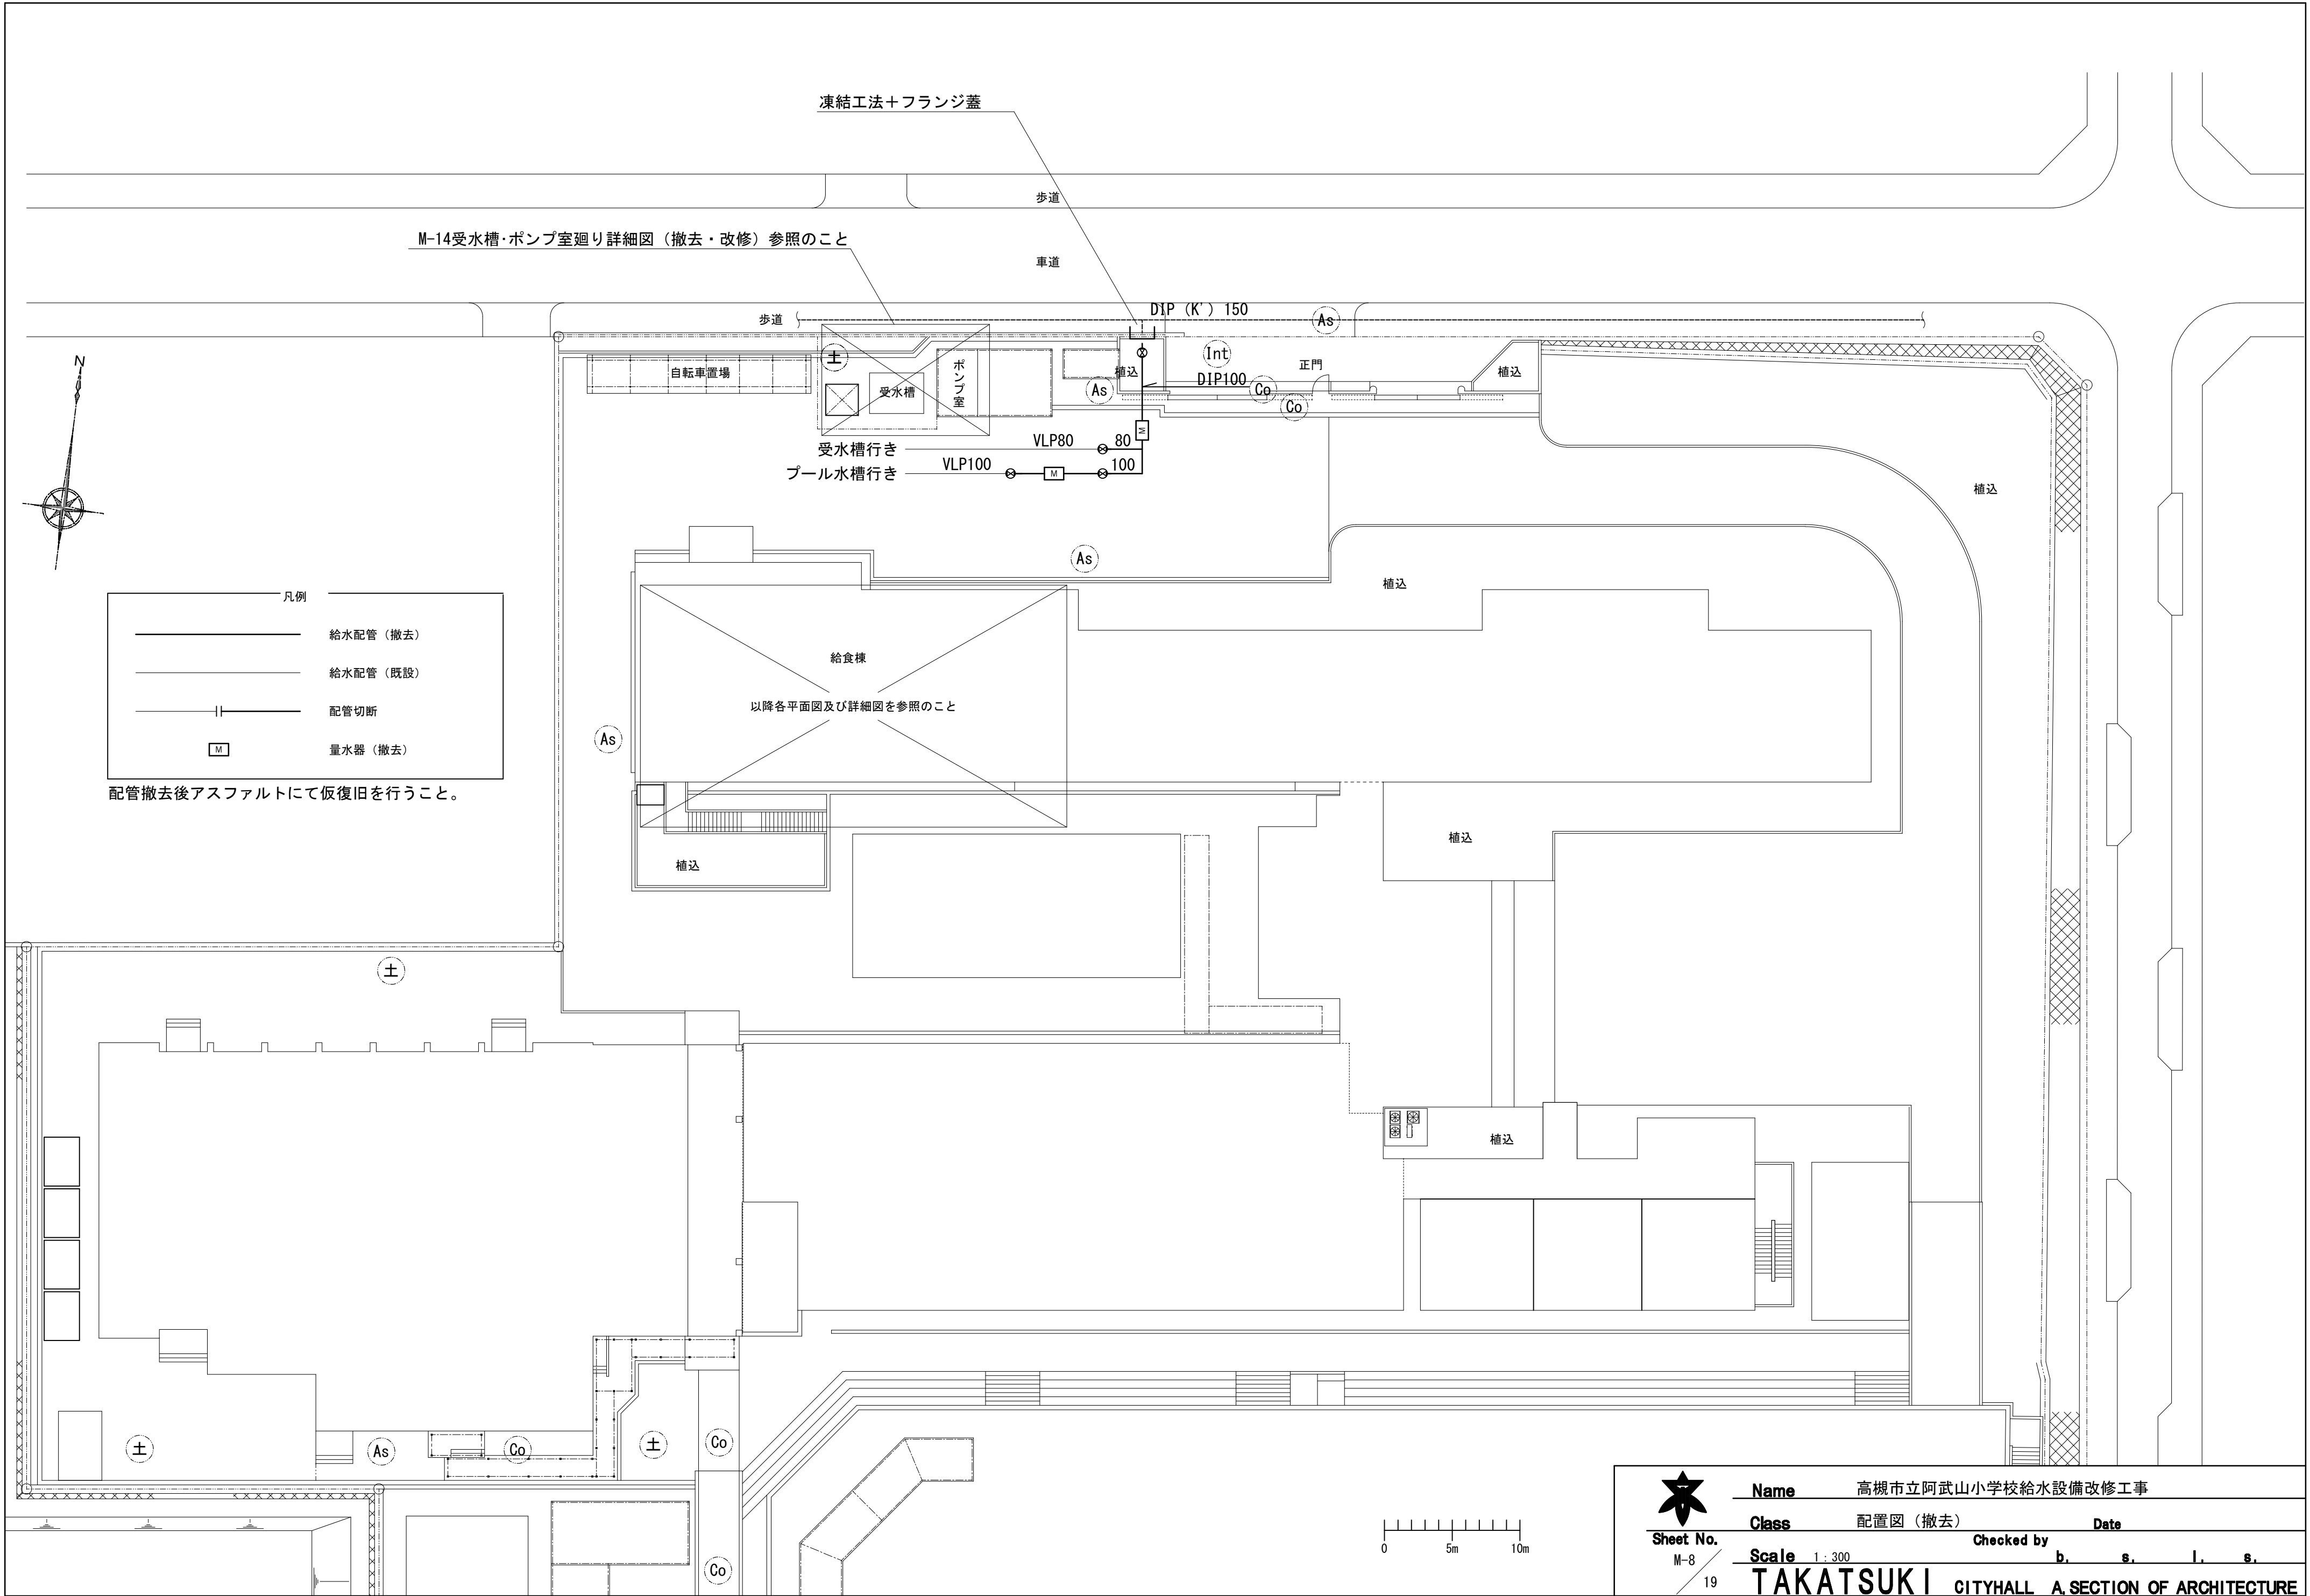 凍結工法＋フランジ蓋
歩道
M-14受水槽･ポンプ室廻り詳細図（撤去・改修）参照のこと
車道
DIP（K'）150
歩道
As
N
土
Int
自転車置場
ポンプ室
受水槽
植込
正門
植込
DIP100
As
Co
Co
M
受水槽行き
VLP80
80
プール水槽行き
VLP100
M
100
植込
As
植込
凡例
給水配管（撤去）
給水配管（既設）
配管切断
M
量水器（撤去）
配管撤去後アスファルトにて仮復旧を行うこと。
給食棟
以降各平面図及び詳細図を参照のこと
As
植込
植込
土
植込
土
As
Co
土
Co
Co
0
5m
10m
Name 高槻市立阿武山小学校給水設備改修工事
Class 配置図（撤去）
Date
Sheet No.
Checked by
M-8
19
Scale 1：300
b. s. l. s.
TAKATSUKI CITYHALL A.SECTION OF ARCHITECTURE